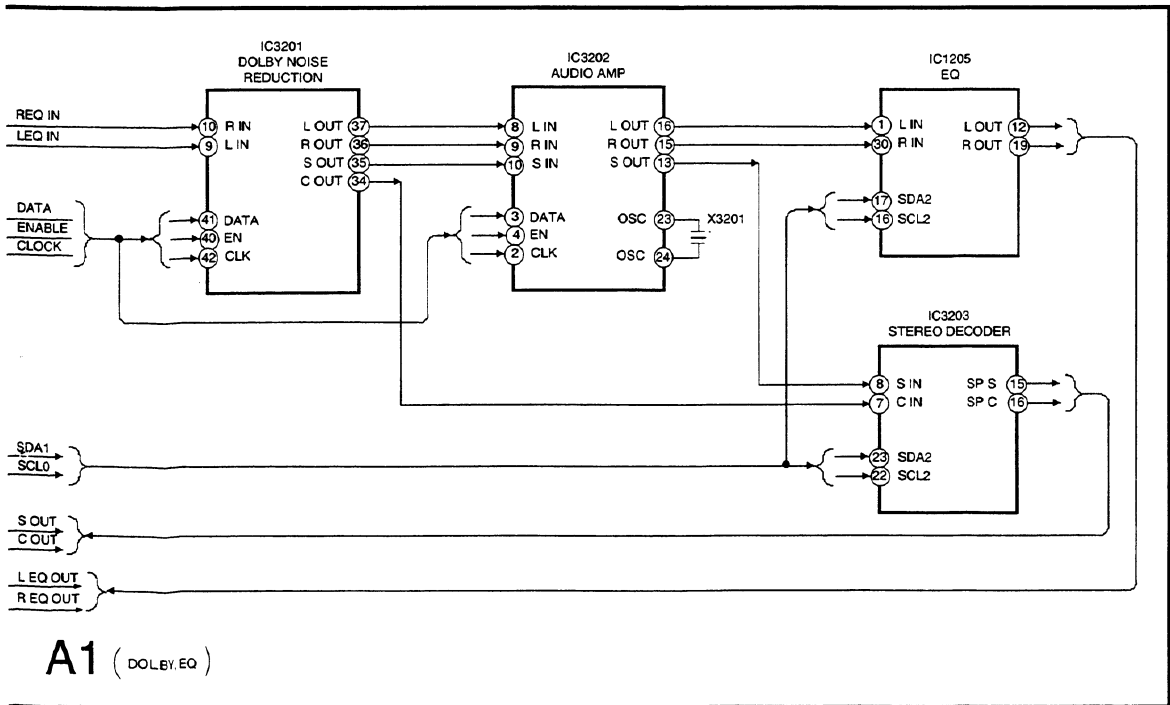 IC3201
DOLBY NOISE
REDUCTION
IC3202
AUDIO AMP
IC1205
EQ
REQ IN
LEQ IN
10 R IN
9 L IN
L OUT 37
R OUT 36
S OUT 35
C OUT 34
8 L IN
9 R IN
10 S IN
L OUT 16
R OUT 15
S OUT 13
1 L IN
30 R IN
L OUT 12
R OUT 19
DATA
ENABLE
CLOCK
41 DATA
40 EN
42 CLK
3 DATA
4 EN
2 CLK
OSC 23
OSC 24
X3201
17 SDA2
16 SCL2
IC3203
STEREO DECODER
8 S IN
7 C IN
SP S 15
SP C 16
SDA1
SCL0
23 SDA2
22 SCL2
S OUT
C OUT
L EQ OUT
R EQ OUT
A1 (DOLBY.EQ)